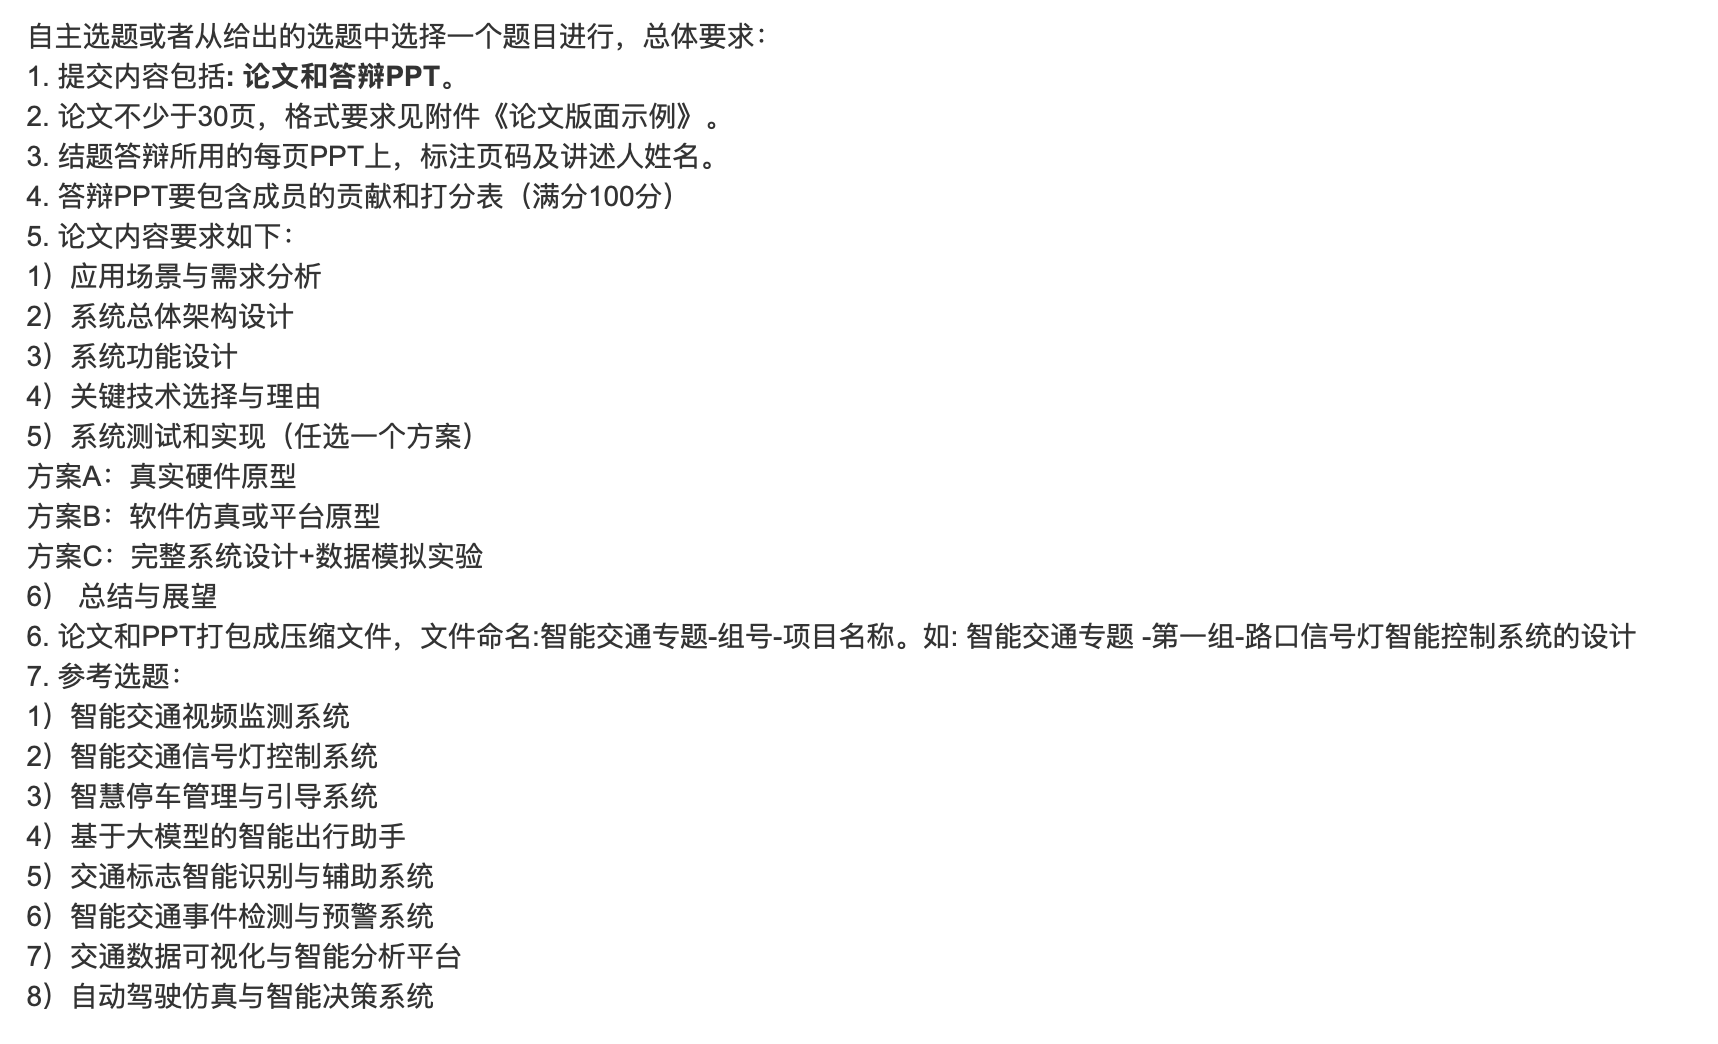 自主选题或者从给出的选题中选择一个题目进行，总体要求：
1. 提交内容包括: 论文和答辩PPT。
2. 论文不少于30页，格式要求见附件《论文版面示例》。
3. 结题答辩所用的每页PPT上，标注页码及讲述人姓名。
4. 答辩PPT要包含成员的贡献和打分表（满分100分）
5. 论文内容要求如下：
1）应用场景与需求分析
2）系统总体架构设计
3）系统功能设计
4）关键技术选择与理由
5）系统测试和实现（任选一个方案）
方案A：真实硬件原型
方案B：软件仿真或平台原型
方案C：完整系统设计+数据模拟实验
6） 总结与展望
6. 论文和PPT打包成压缩文件，文件命名:智能交通专题-组号-项目名称。如: 智能交通专题 -第一组-路口信号灯智能控制系统的设计
7. 参考选题：
1）智能交通视频监测系统
2）智能交通信号灯控制系统
3）智慧停车管理与引导系统
4）基于大模型的智能出行助手
5）交通标志智能识别与辅助系统
6）智能交通事件检测与预警系统
7）交通数据可视化与智能分析平台
8）自动驾驶仿真与智能决策系统